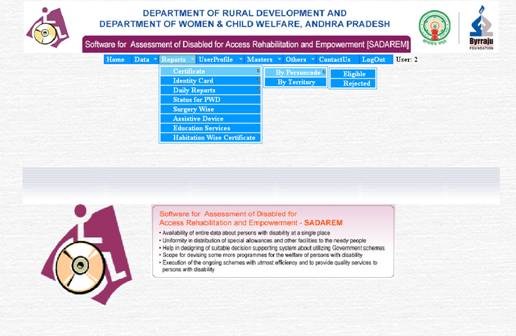 DEPARTMENT OF RURAL DEVELOPMENT AND
DEPARTMENT OF WOMEN & CHILD WELFARE, ANDHRA PRADESH
Byrraju
FOUNDATION
Software for Assessment of Disabled for Access Rehabilitation and Empowerment [SADAREM]
Home Data Reports UserProfile Masters Others ContactUs LogOut User: 2
Certificate By Personcode Eligible
Identity Card By Territory Rejected
Daily Reports
Status for PWD
Surgery Wise
Assistive Device
Education Services
Habitation Wise Certificate
Software for Assessment of Disabled for
Access Rehabilitation and Empowerment - SADAREM
• Availability of entire data about persons with disability at a single place
• Uniformity in distribution of special allowances and other facilities to the needy people
• Help in designing of suitable decision supporting system about utilizing Government schemes
• Scope for devising some more programmes for the welfare of persons with disability
• Execution of the ongoing schemes with utmost efficiency and to provide quality services to
persons with disability